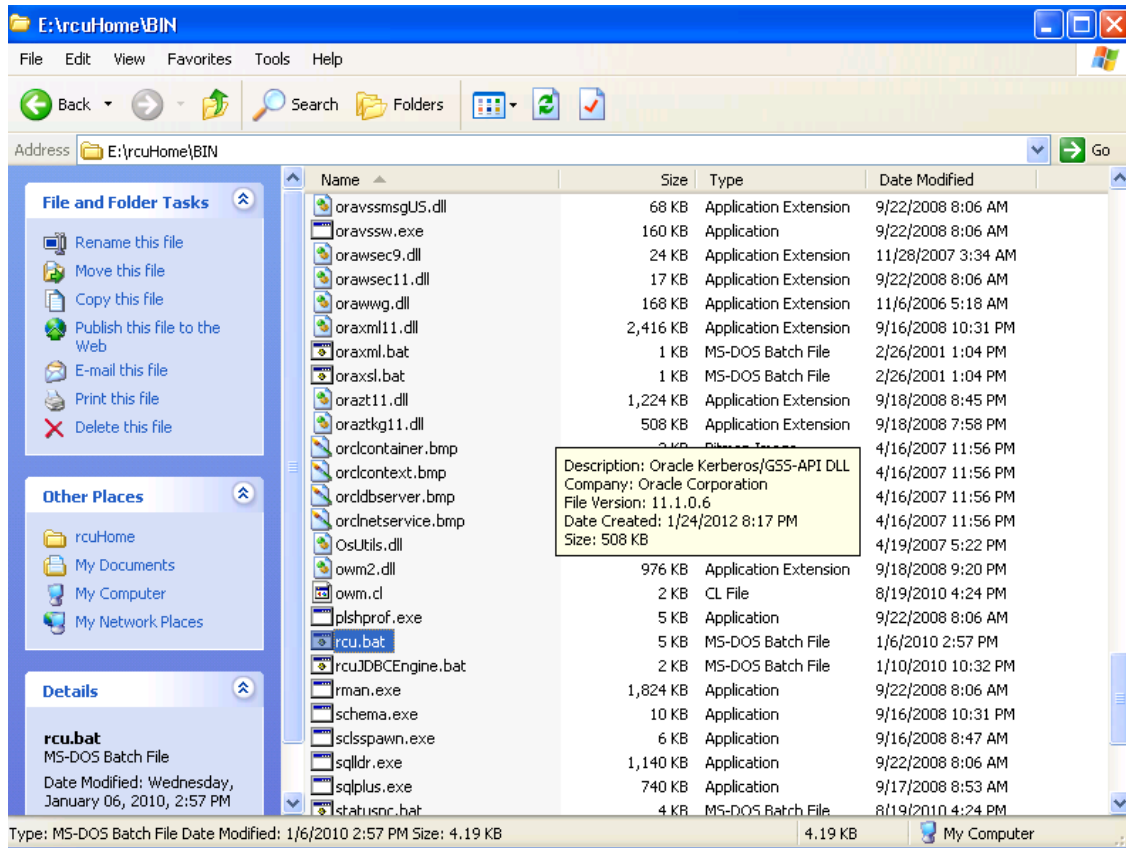 E:\rcuHome\BIN
File Edit View Favorites Tools Help
Back Search Folders
Address E:\rcuHome\BIN Go
File and Folder Tasks
Rename this file
Move this file
Copy this file
Publish this file to the
Web
E-mail this file
Print this file
Delete this file
Other Places
rcuHome
My Documents
My Computer
My Network Places
Details
rcu.bat
MS-DOS Batch File
Date Modified: Wednesday,
January 06, 2010, 2:57 PM
Name Size Type Date Modified
oravssmsgUS.dll 68 KB Application Extension 9/22/2008 8:06 AM
oravssw.exe 160 KB Application 9/22/2008 8:06 AM
orawsec9.dll 24 KB Application Extension 11/28/2007 3:34 AM
orawsec11.dll 17 KB Application Extension 9/22/2008 8:06 AM
orawwg.dll 168 KB Application Extension 11/6/2006 5:18 AM
oraxml11.dll 2,416 KB Application Extension 9/16/2008 10:31 PM
oraxml.bat 1 KB MS-DOS Batch File 2/26/2001 1:04 PM
oraxsl.bat 1 KB MS-DOS Batch File 2/26/2001 1:04 PM
orazt11.dll 1,224 KB Application Extension 9/18/2008 8:45 PM
oraztkg11.dll 508 KB Application Extension 9/18/2008 7:58 PM
orclcontainer.bmp 4/16/2007 11:56 PM
orclcontext.bmp 4/16/2007 11:56 PM
orcldbserver.bmp 4/16/2007 11:56 PM
orclnetservice.bmp 4/16/2007 11:56 PM
OsUtils.dll 4/19/2007 5:22 PM
Description: Oracle Kerberos/GSS-API DLL
Company: Oracle Corporation
File Version: 11.1.0.6
Date Created: 1/24/2012 8:17 PM
Size: 508 KB
owm2.dll 976 KB Application Extension 9/18/2008 9:20 PM
owm.cl 2 KB CL File 8/19/2010 4:24 PM
plshprof.exe 5 KB Application 9/22/2008 8:06 AM
rcu.bat 5 KB MS-DOS Batch File 1/6/2010 2:57 PM
rcuJDBCEngine.bat 2 KB MS-DOS Batch File 1/10/2010 10:32 PM
rman.exe 1,824 KB Application 9/22/2008 8:06 AM
schema.exe 10 KB Application 9/16/2008 10:31 PM
sclsspawn.exe 6 KB Application 9/16/2008 8:47 AM
sqlldr.exe 1,140 KB Application 9/22/2008 8:06 AM
sqlplus.exe 740 KB Application 9/17/2008 8:53 AM
statusnc.bat 4 KB MS-DOS Batch File 8/19/2010 4:24 PM
Type: MS-DOS Batch File Date Modified: 1/6/2010 2:57 PM Size: 4.19 KB 4.19 KB My Computer